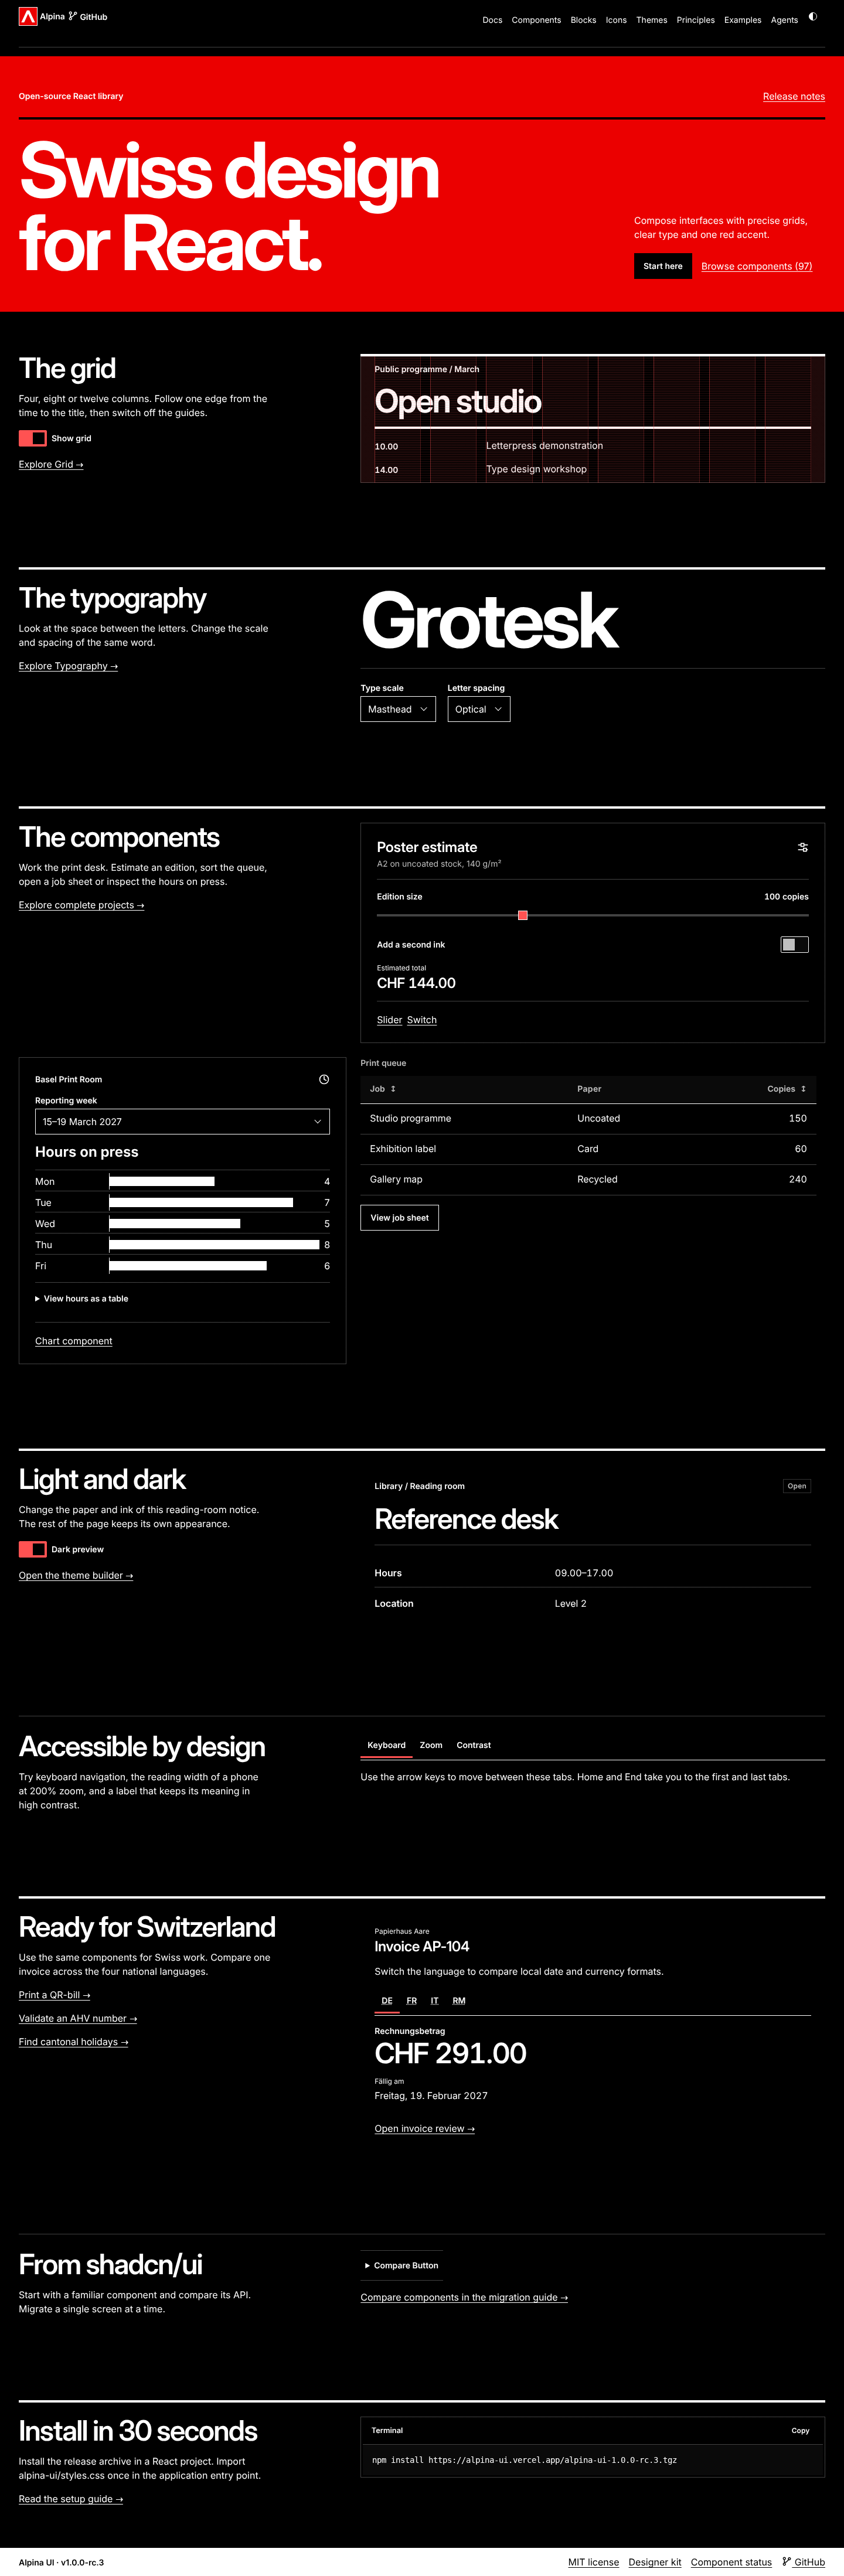 Alpina GitHub
Docs Components Blocks Icons Themes Principles Examples Agents
Open-source React library
Release notes
Swiss design
for React.
Compose interfaces with precise grids,
clear type and one red accent.
Start here Browse components (97)
The grid
Four, eight or twelve columns. Follow one edge from the
time to the title, then switch off the guides.
Show grid
Explore Grid →
Public programme / March
Open studio
10.00 Letterpress demonstration
14.00 Type design workshop
The typography
Look at the space between the letters. Change the scale
and spacing of the same word.
Explore Typography →
Grotesk
Type scale Letter spacing
Masthead Optical
The components
Work the print desk. Estimate an edition, sort the queue,
open a job sheet or inspect the hours on press.
Explore complete projects →
Poster estimate
A2 on uncoated stock, 140 g/m²
Edition size 100 copies
Add a second ink
Estimated total
CHF 144.00
Slider Switch
Basel Print Room
Reporting week
15–19 March 2027
Hours on press
Mon 4
Tue 7
Wed 5
Thu 8
Fri 6
View hours as a table
Chart component
Print queue
Job ↕ Paper Copies ↕
Studio programme Uncoated 150
Exhibition label Card 60
Gallery map Recycled 240
View job sheet
Light and dark
Change the paper and ink of this reading-room notice.
The rest of the page keeps its own appearance.
Dark preview
Open the theme builder →
Library / Reading room Open
Reference desk
Hours 09.00–17.00
Location Level 2
Accessible by design
Try keyboard navigation, the reading width of a phone
at 200% zoom, and a label that keeps its meaning in
high contrast.
Keyboard Zoom Contrast
Use the arrow keys to move between these tabs. Home and End take you to the first and last tabs.
Ready for Switzerland
Use the same components for Swiss work. Compare one
invoice across the four national languages.
Print a QR-bill →
Validate an AHV number →
Find cantonal holidays →
Papierhaus Aare
Invoice AP-104
Switch the language to compare local date and currency formats.
DE FR IT RM
Rechnungsbetrag
CHF 291.00
Fällig am
Freitag, 19. Februar 2027
Open invoice review →
From shadcn/ui
Start with a familiar component and compare its API.
Migrate a single screen at a time.
Compare Button
Compare components in the migration guide →
Install in 30 seconds
Install the release archive in a React project. Import
alpina-ui/styles.css once in the application entry point.
Read the setup guide →
Terminal Copy
npm install https://alpina-ui.vercel.app/alpina-ui-1.0.0-rc.3.tgz
Alpina UI · v1.0.0-rc.3
MIT license Designer kit Component status GitHub